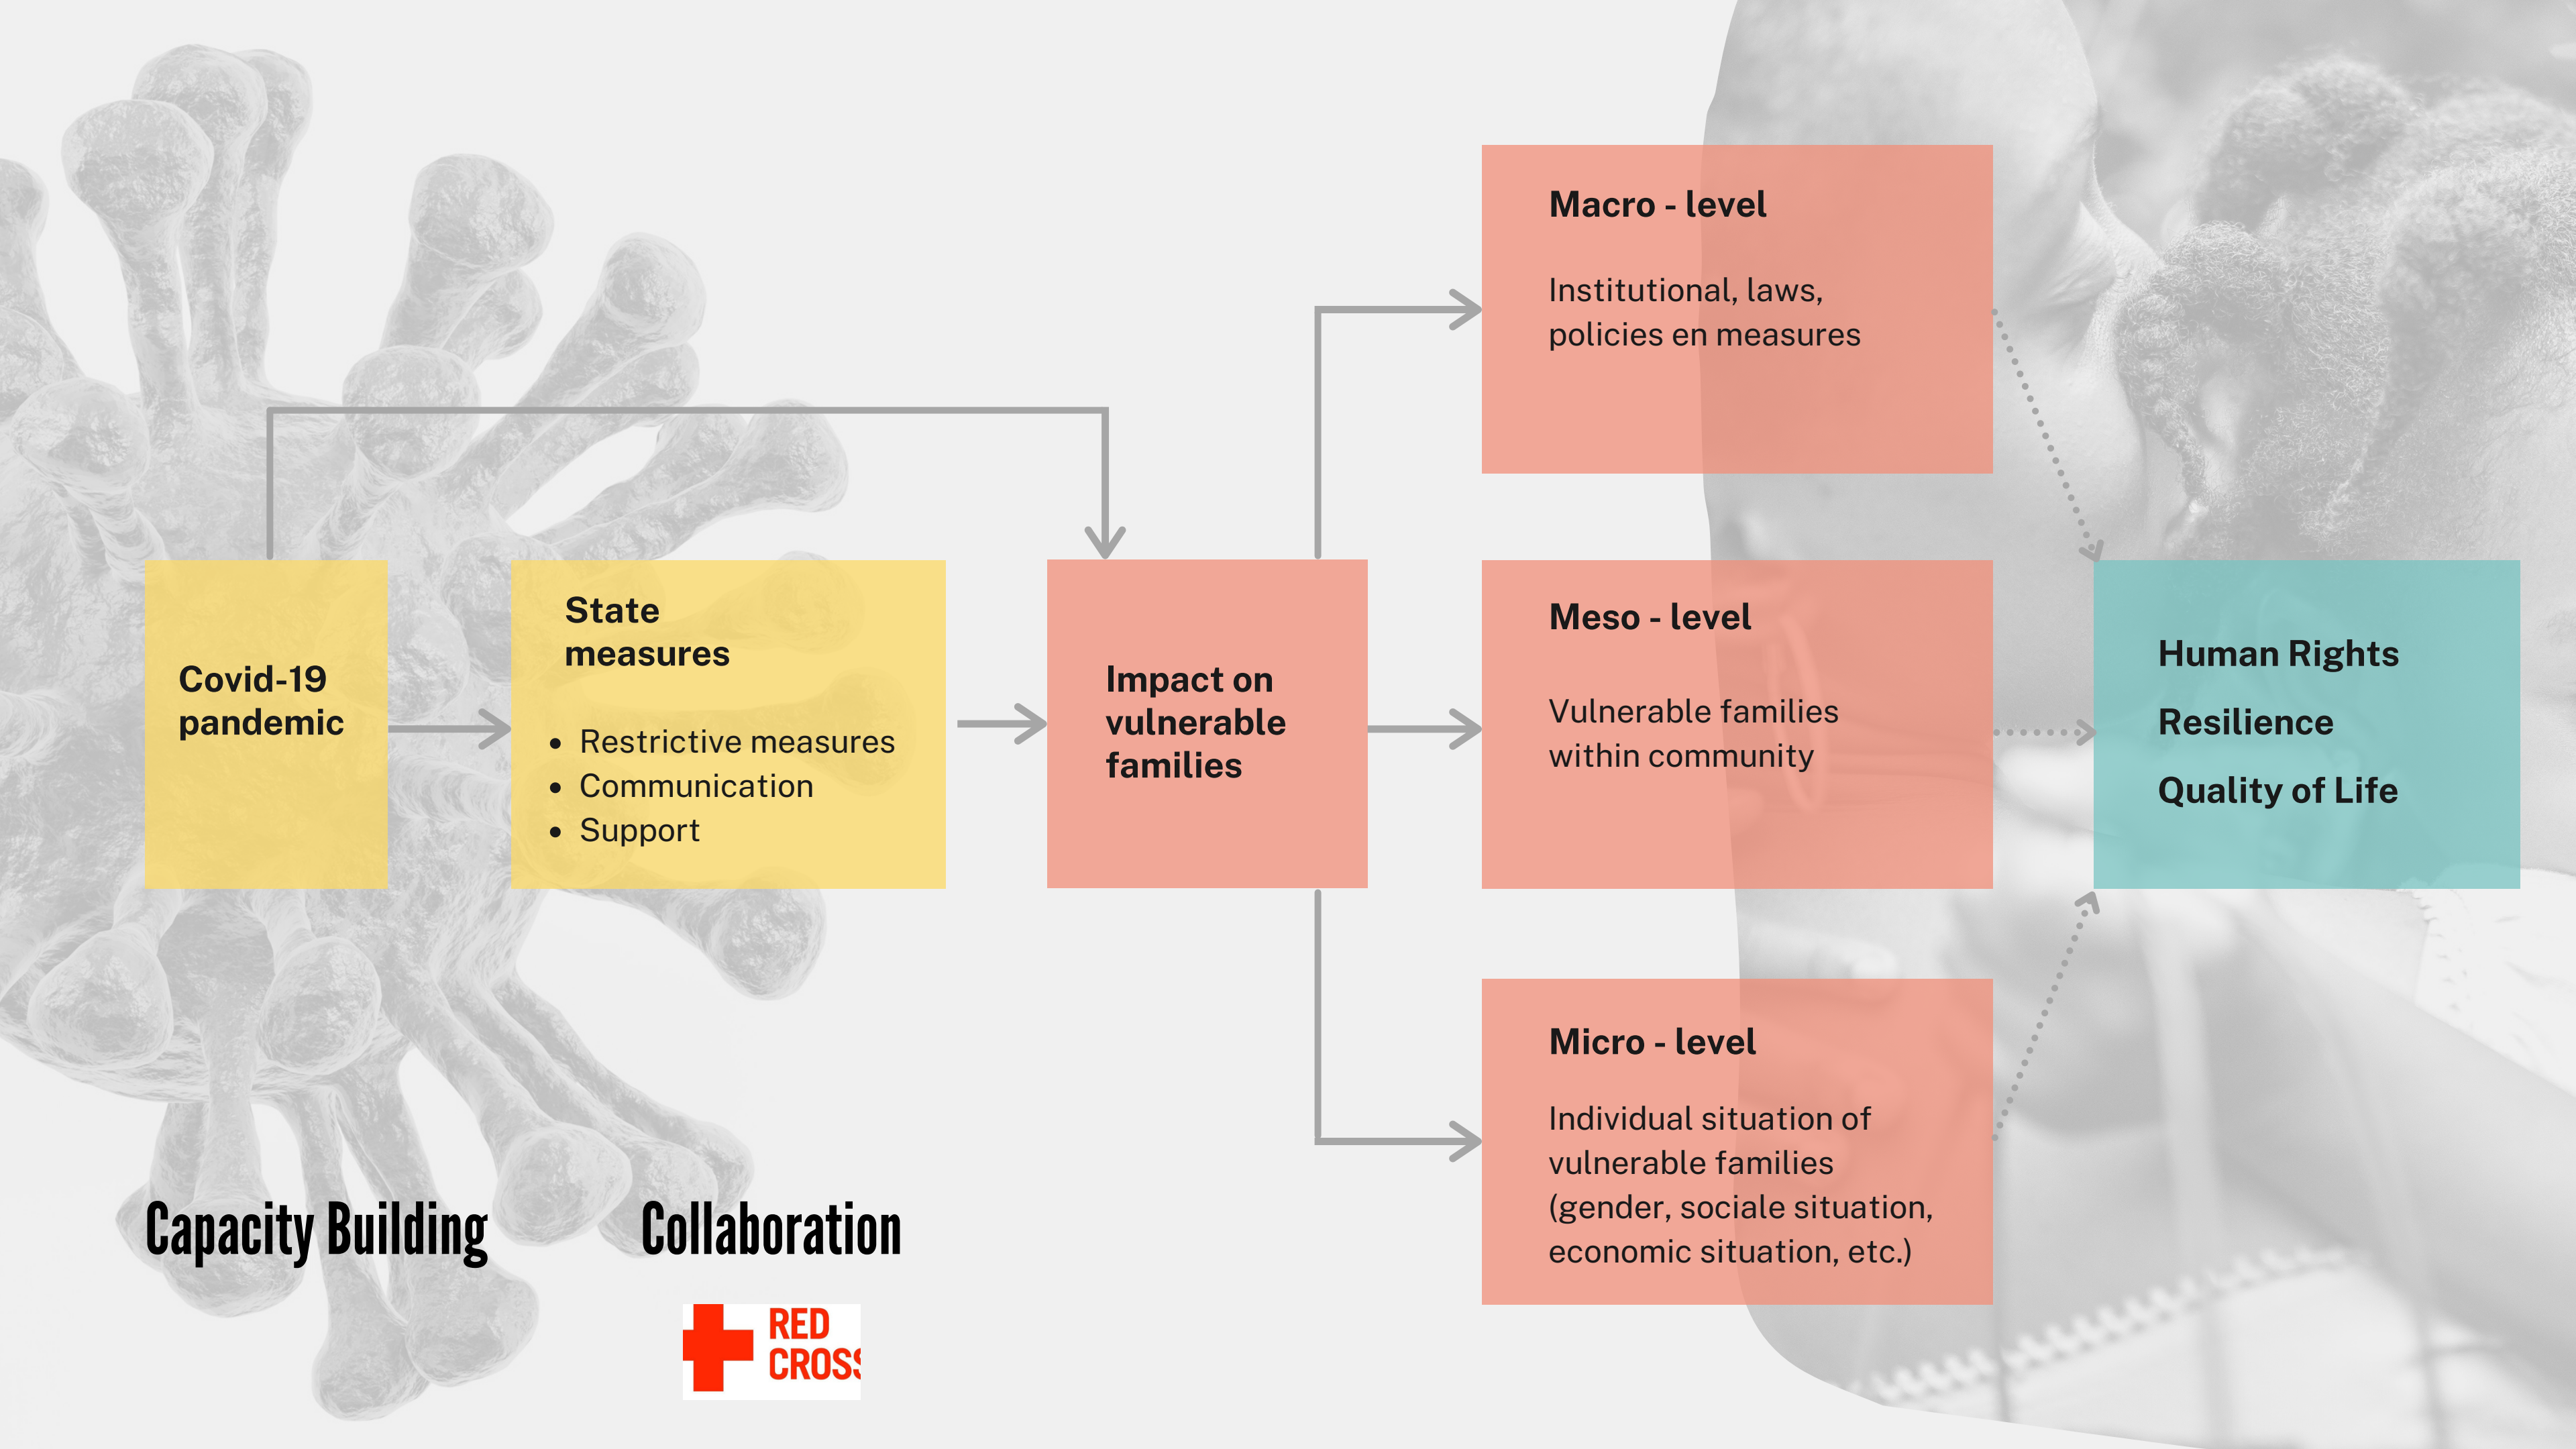 Covid-19
pandemic
State
measures
• Restrictive measures
• Communication
• Support
Impact on
vulnerable
families
Macro - level
Institutional, laws,
policies en measures
Meso - level
Vulnerable families
within community
Micro - level
Individual situation of
vulnerable families
(gender, sociale situation,
economic situation, etc.)
Human Rights
Resilience
Quality of Life
Capacity Building
Collaboration
RED
CROSS